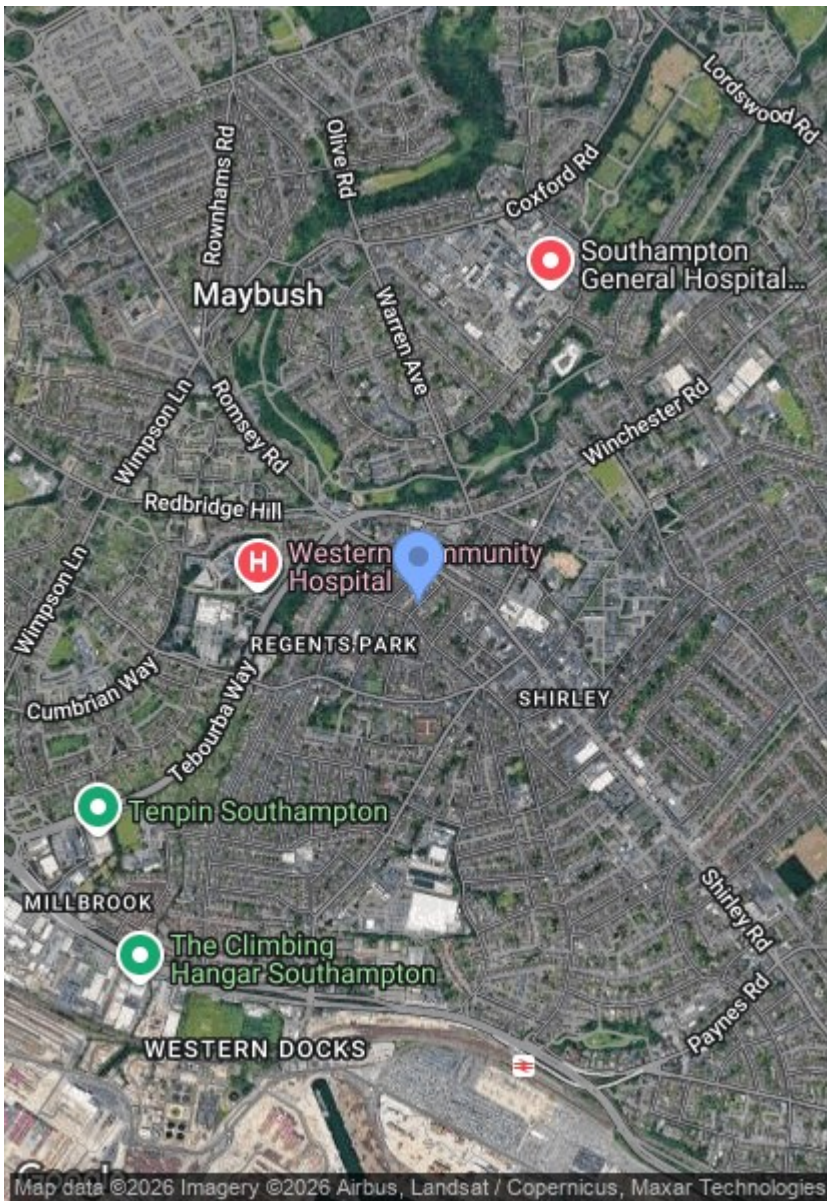 Lordswood Rd
Olive Rd
Rownhams Rd
Coxford Rd
Southampton
General Hospital...
Maybush
Warren Ave
Wimpson Ln
Romsey Rd
Winchester Rd
Redbridge Hill
H
Western
mmunity
Hospital
Wimpson Ln
REGENTS PARK
Cumbrian Way
SHIRLEY
Tebourba Way
Tenpin Southampton
MILLBROOK
Shirley Rd
The Climbing
Hangar Southampton
Paynes Rd
WESTERN DOCKS
Google
Map data ©2026 Imagery ©2026 Airbus, Landsat / Copernicus, Maxar Technologies